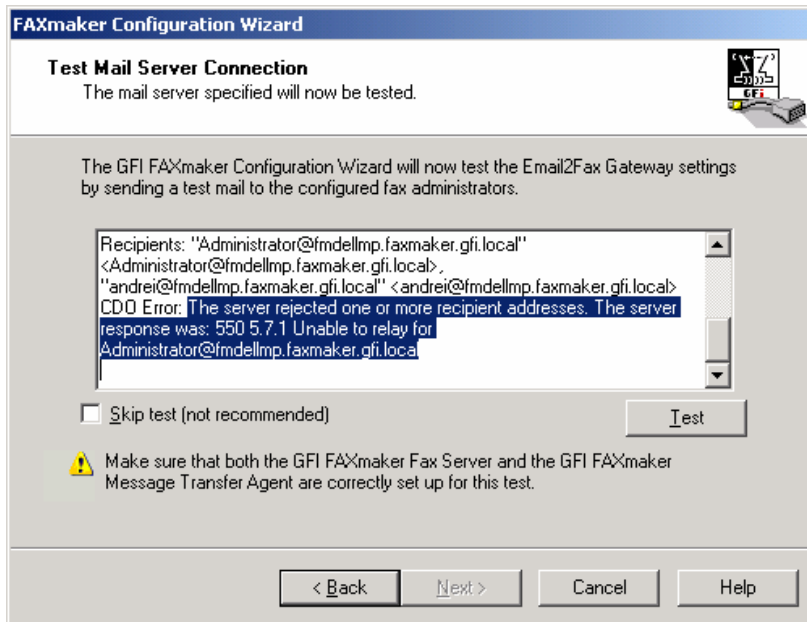 FAXmaker Configuration Wizard
Test Mail Server Connection
The mail server specified will now be tested.
GFi
The GFI FAXmaker Configuration Wizard will now test the Email2Fax Gateway settings
by sending a test mail to the configured fax administrators.
Recipients: "Administrator@fmdellmp.faxmaker.gfi.local"
<Administrator@fmdellmp.faxmaker.gfi.local>,
"andrei@fmdellmp.faxmaker.gfi.local" <andrei@fmdellmp.faxmaker.gfi.local>
CDO Error: The server rejected one or more recipient addresses. The server
response was: 550 5.7.1 Unable to relay for
Administrator@fmdellmp.faxmaker.gfi.local
Skip test (not recommended)
Test
Make sure that both the GFI FAXmaker Fax Server and the GFI FAXmaker
Message Transfer Agent are correctly set up for this test.
< Back
Next >
Cancel
Help